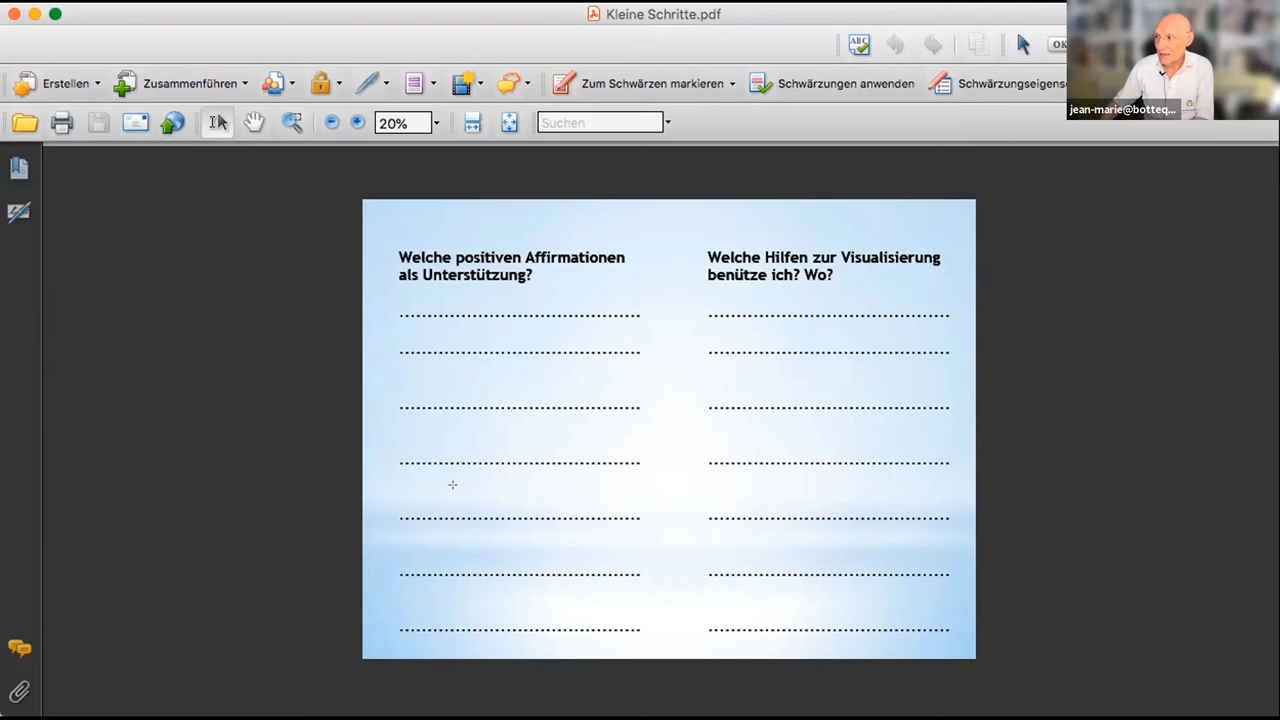 Kleine Schritte.pdf
ABC
OK
Erstellen
Zusammenführen
Zum Schwärzen markieren
Schwärzungen anwenden
Schwärzungseigens
jean-marie@botteq...
20%
Suchen
Welche positiven Affirmationen
als Unterstützung?
Welche Hilfen zur Visualisierung
benütze ich? Wo?